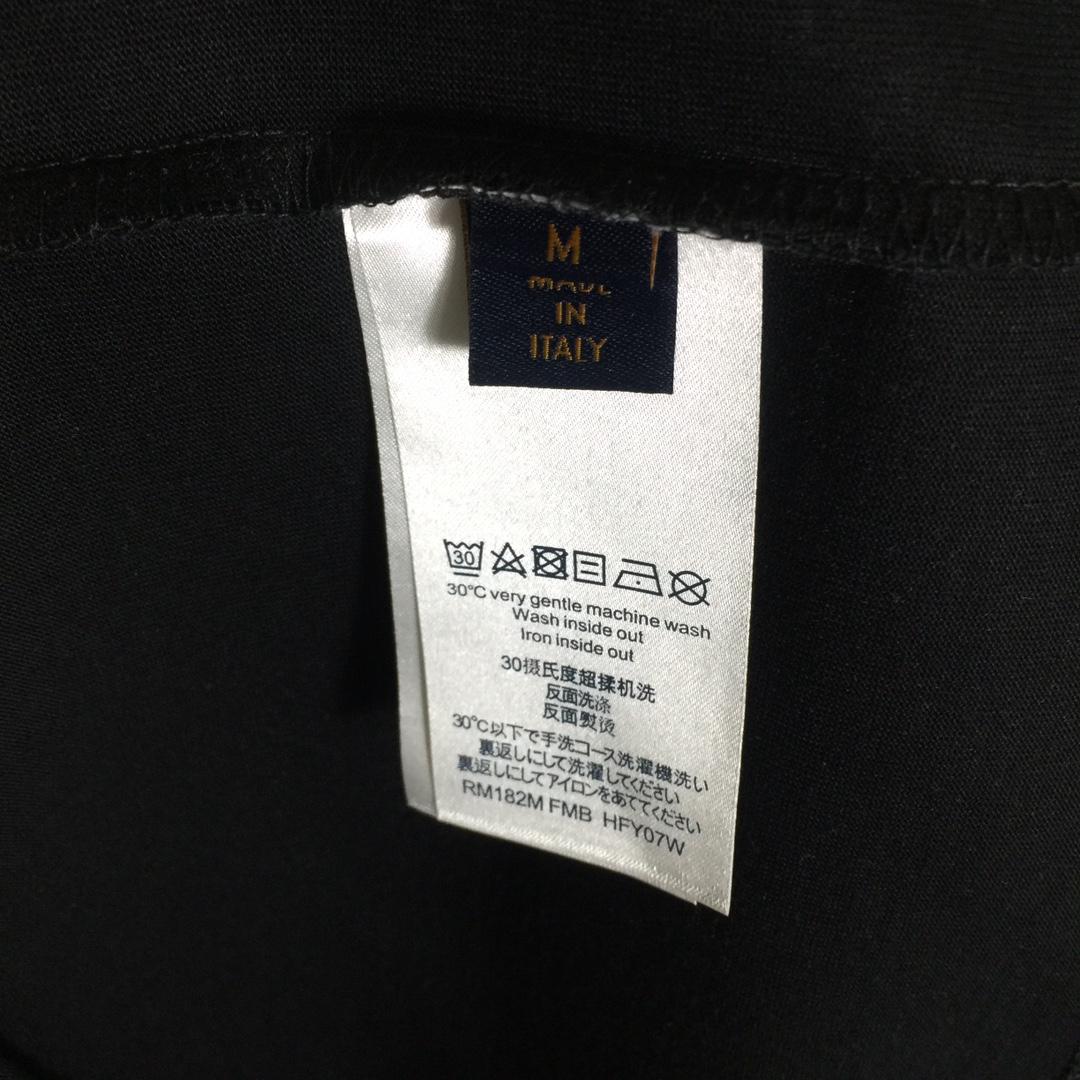 M
MADE
IN
ITALY
30
30°C very gentle machine wash
Wash inside out
Iron inside out
30摄氏度超揉机洗
反面洗涤
反面熨烫
30°C以下で手洗コース洗濯機洗い
裏返しにして洗濯してください
裏返しにしてアイロンをあててください
RM182M FMB HFY07W